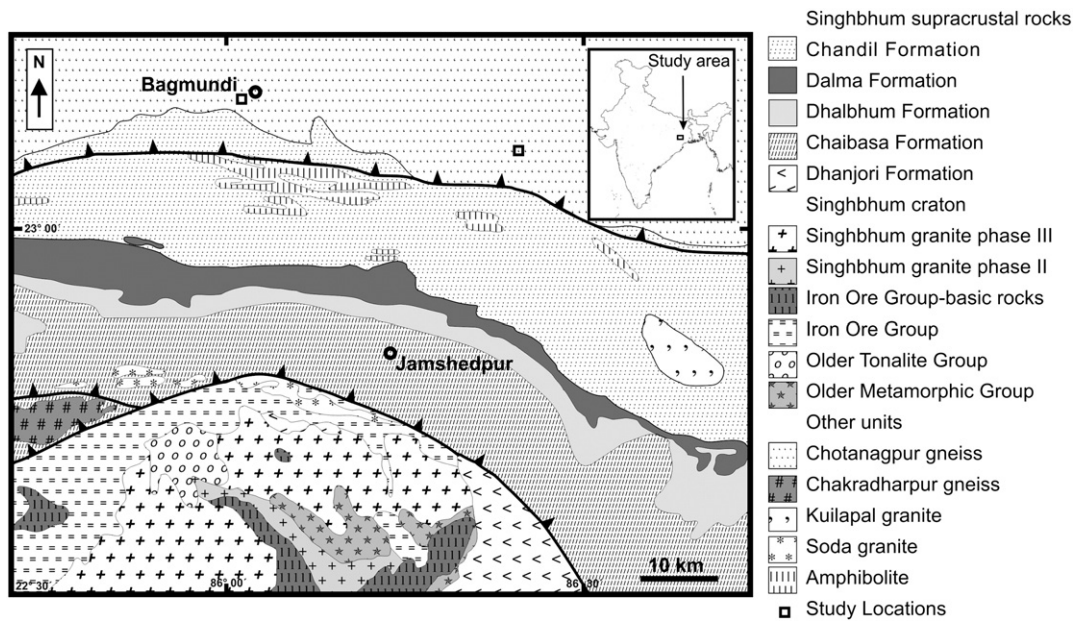 N
Bagmundi
Study area
23° 00´
Jamshedpur
22° 30´
86° 00´
86° 30´
10 km
Singhbhum supracrustal rocks
Chandil Formation
Dalma Formation
Dhalbhum Formation
Chaibasa Formation
Dhanjori Formation
Singhbhum craton
Singhbhum granite phase III
Singhbhum granite phase II
Iron Ore Group-basic rocks
Iron Ore Group
Older Tonalite Group
Older Metamorphic Group
Other units
Chotanagpur gneiss
Chakradharpur gneiss
Kuilapal granite
Soda granite
Amphibolite
Study Locations